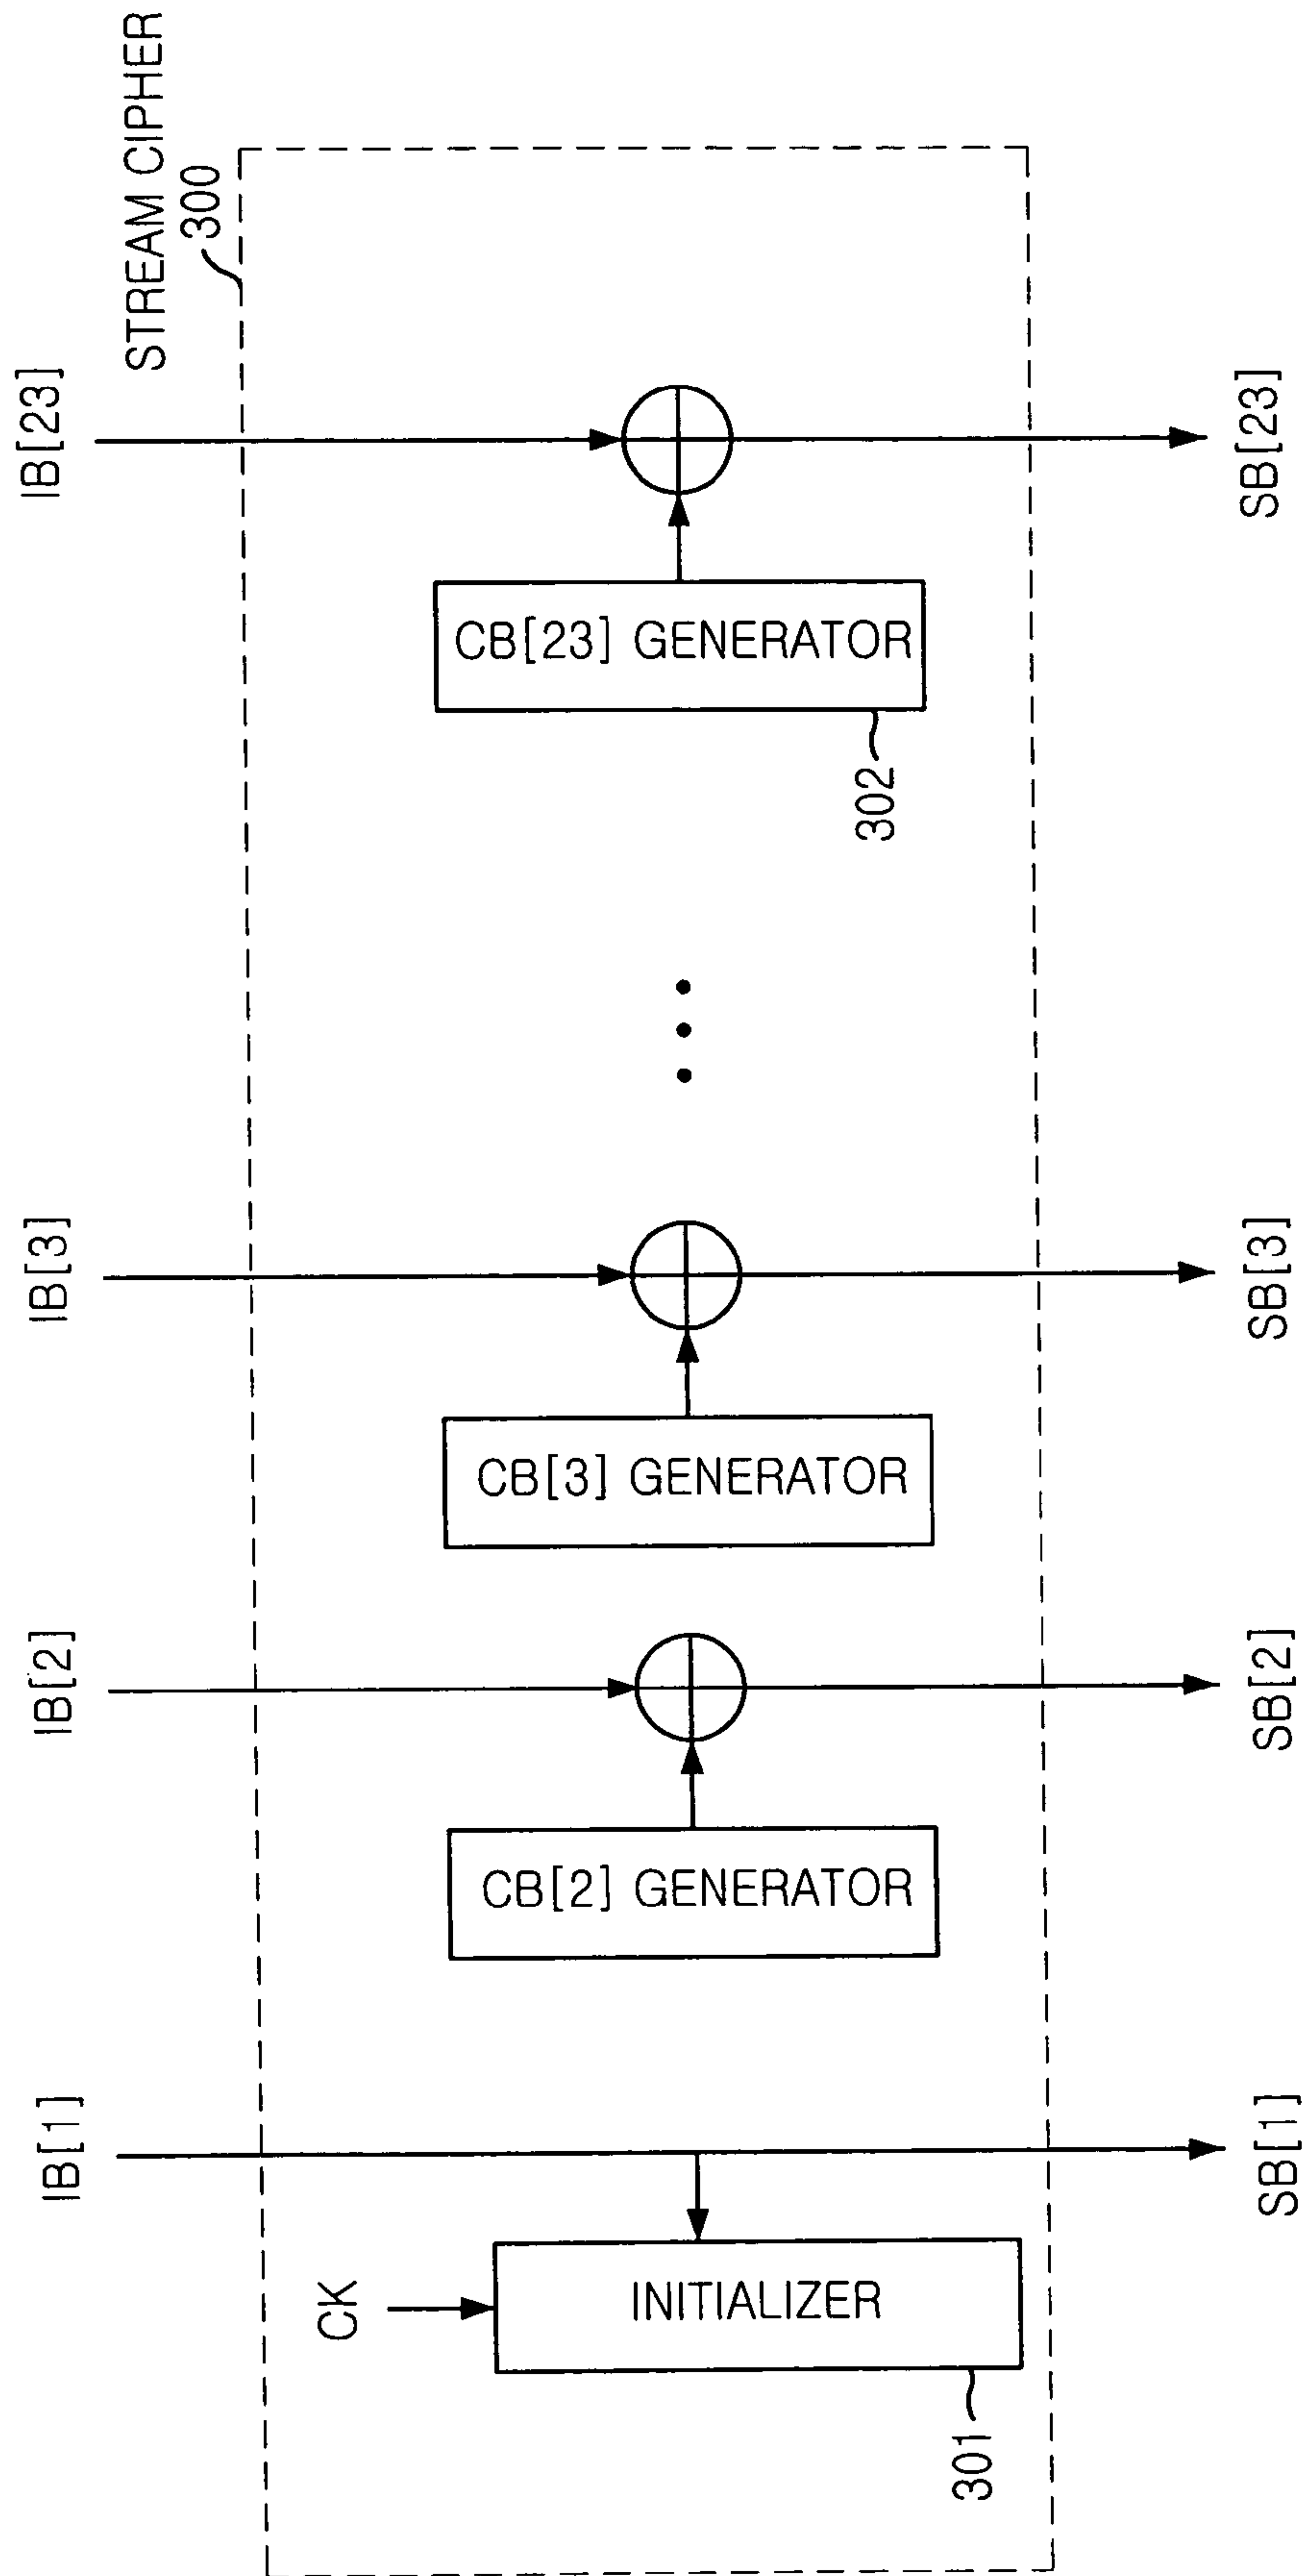 STREAM CIPHER
300
IB[1]
IB[2]
IB[3]
IB[23]
CK
INITIALIZER
301
CB[2] GENERATOR
CB[3] GENERATOR
CB[23] GENERATOR
302
SB[1]
SB[2]
SB[3]
SB[23]